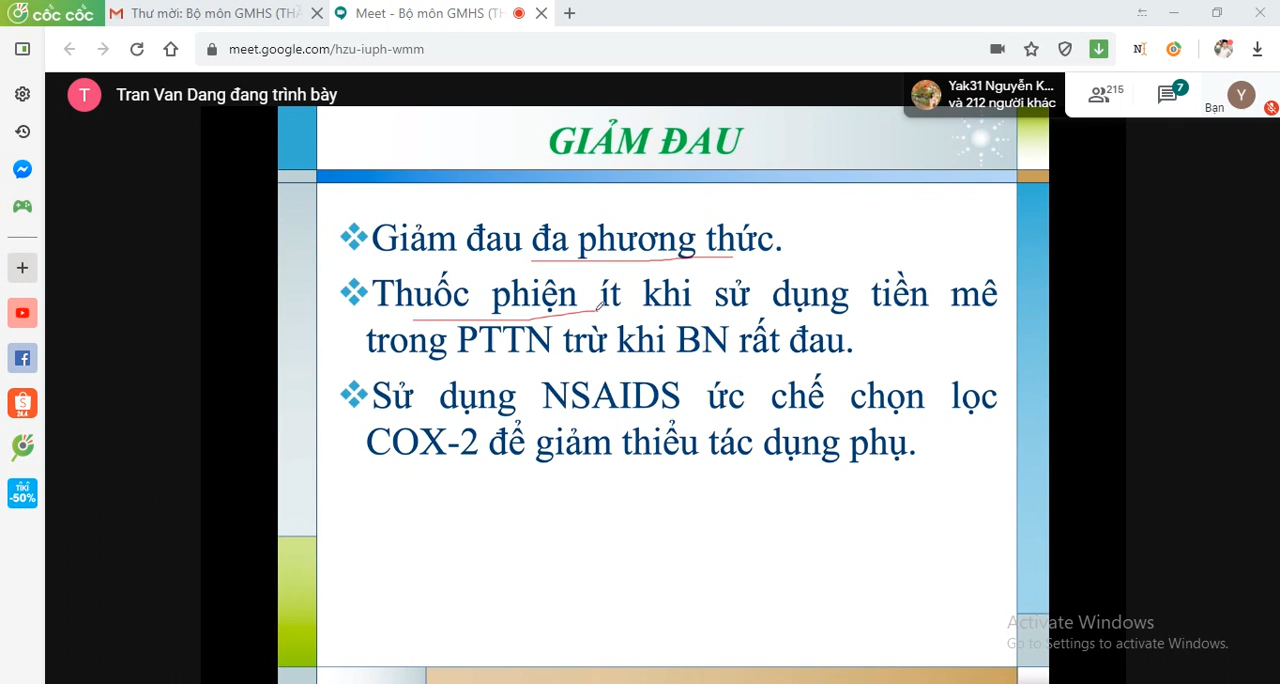 cốc cốc
Thư mời: Bộ môn GMHS (TH
Meet - Bộ môn GMHS (TH
meet.google.com/hzu-iuph-wmm
T
Tran Van Dang đang trình bày
Yak31 Nguyễn K...
và 212 người khác
215
7
Bạn
Y
GIẢM ĐAU
Giảm đau đa phương thức.
Thuốc phiện ít khi sử dụng tiền mê
trong PTTN trừ khi BN rất đau.
Sử dụng NSAIDS ức chế chọn lọc
COX-2 để giảm thiểu tác dụng phụ.
TIKI
-50%
Activate Windows
Go to Settings to activate Windows.